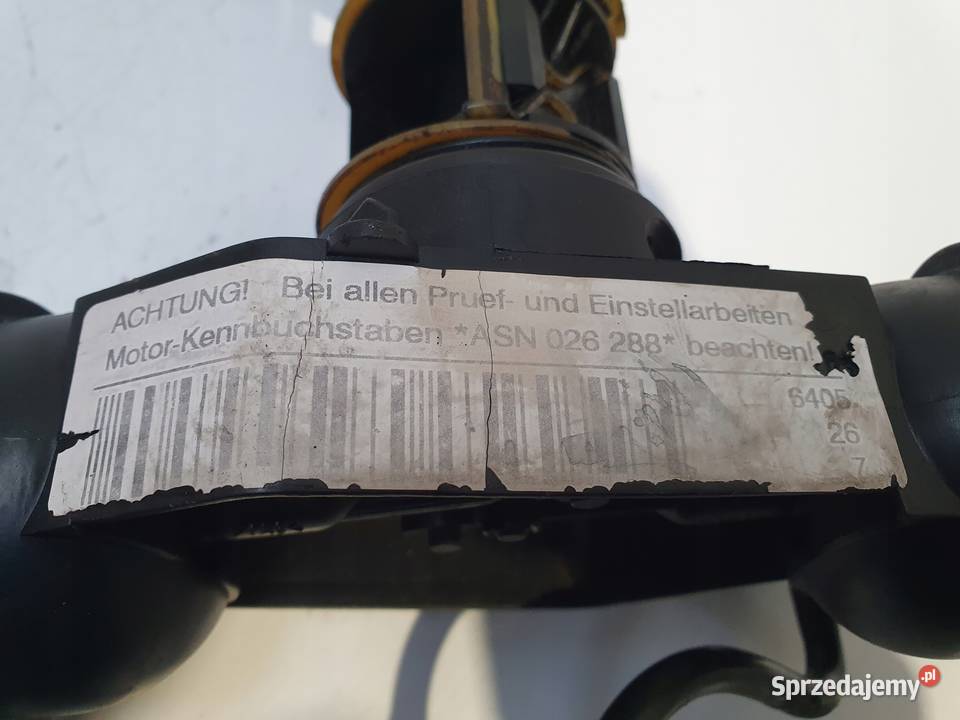 ACHTUNG! Bei allen Pruef- und Einstellarbeiten
Motor-Kennbuchstaben *ASN 026 288* beachten!
6405
26
7
Sprzedajemy.pl